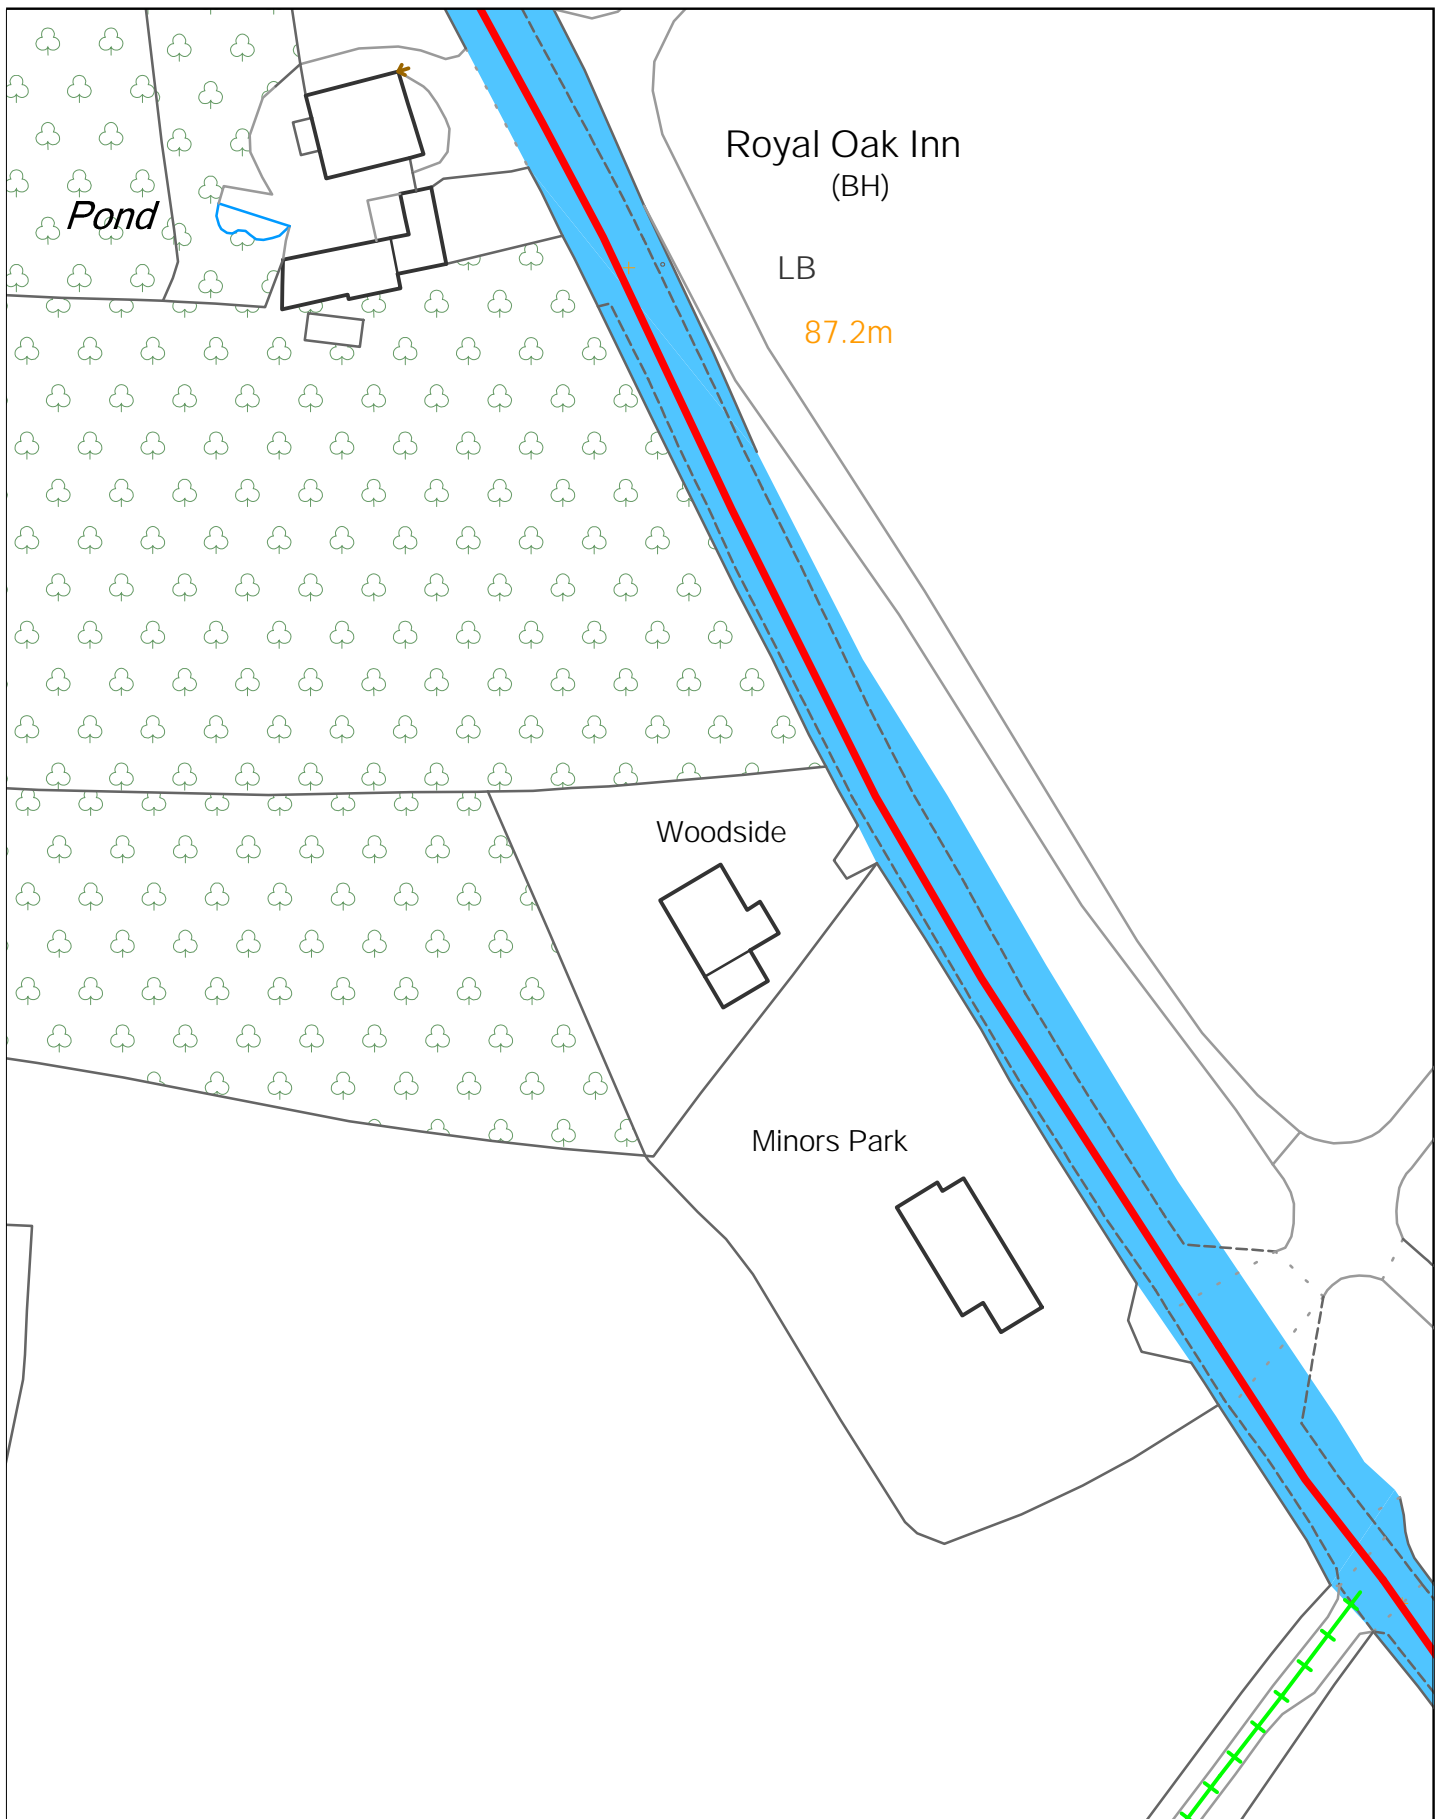 Royal Oak Inn
(BH)
Pond
LB
87.2m
Woodside
Minors Park